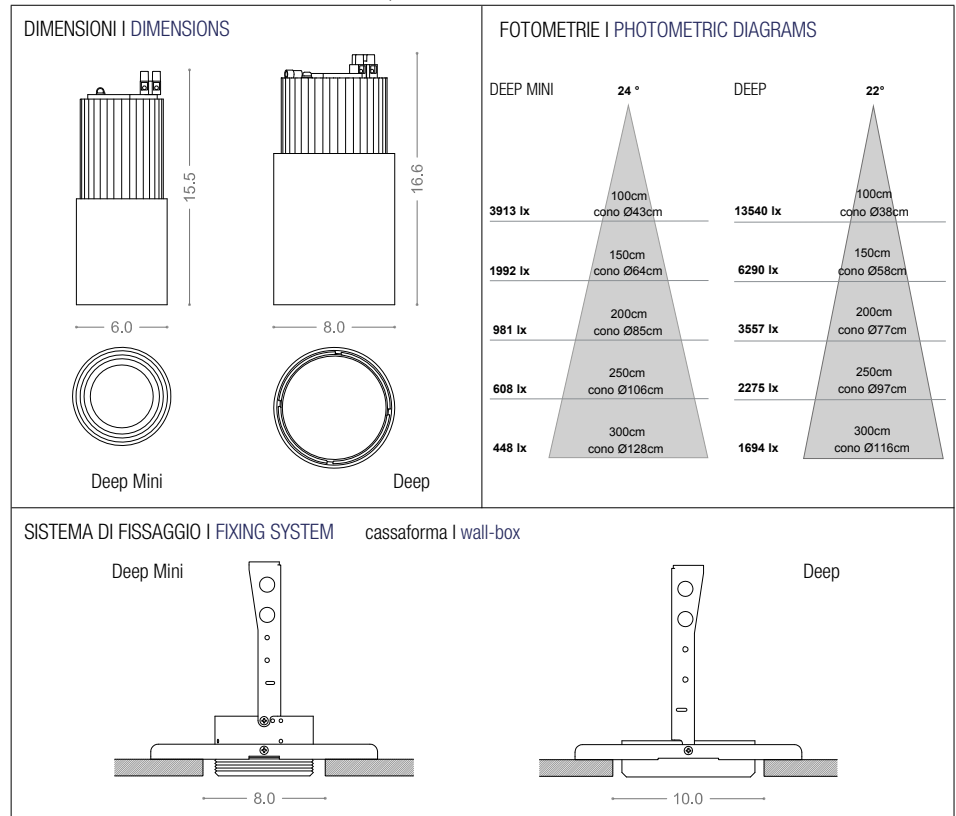 DIMENSIONI I DIMENSIONS
15.5
16.6
6.0
8.0
Deep Mini
Deep
FOTOMETRIE I PHOTOMETRIC DIAGRAMS
DEEP MINI
24 °
3913 lx
100cm
cono Ø43cm
1992 lx
150cm
cono Ø64cm
981 lx
200cm
cono Ø85cm
608 lx
250cm
cono Ø106cm
448 lx
300cm
cono Ø128cm
DEEP
22°
13540 lx
100cm
cono Ø38cm
6290 lx
150cm
cono Ø58cm
3557 lx
200cm
cono Ø77cm
2275 lx
250cm
cono Ø97cm
1694 lx
300cm
cono Ø116cm
SISTEMA DI FISSAGGIO I FIXING SYSTEM cassaforma I wall-box
Deep Mini
Deep
8.0
10.0